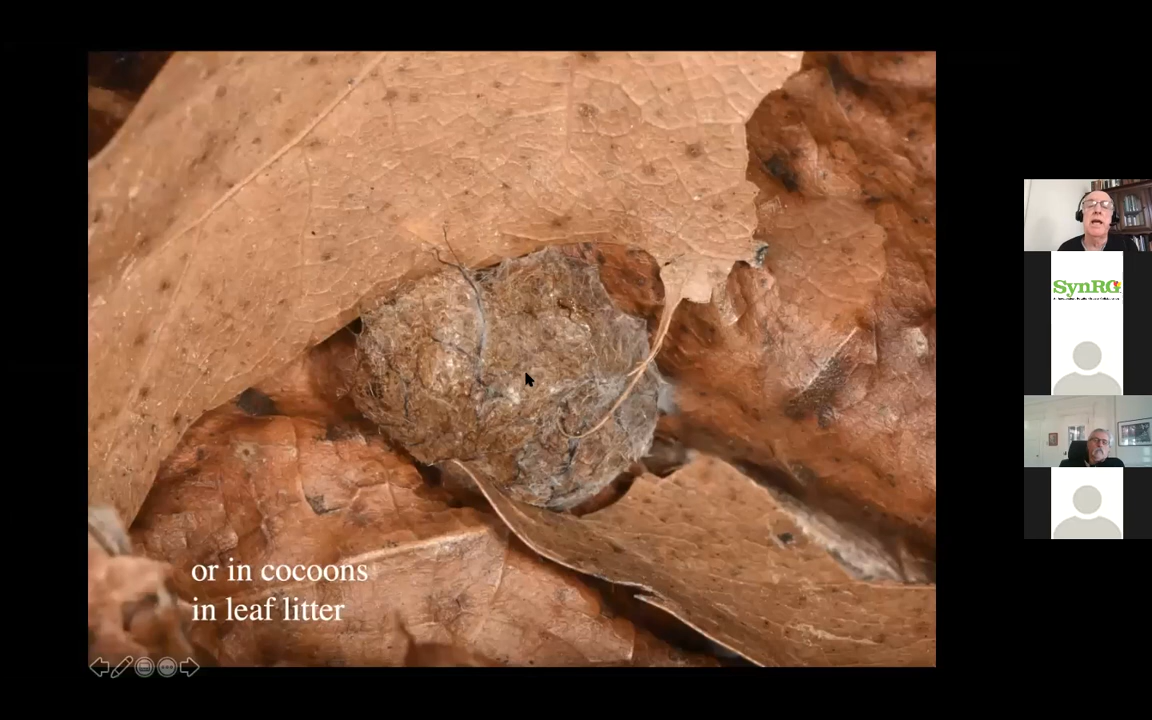 SynRG
or in cocoons
in leaf litter